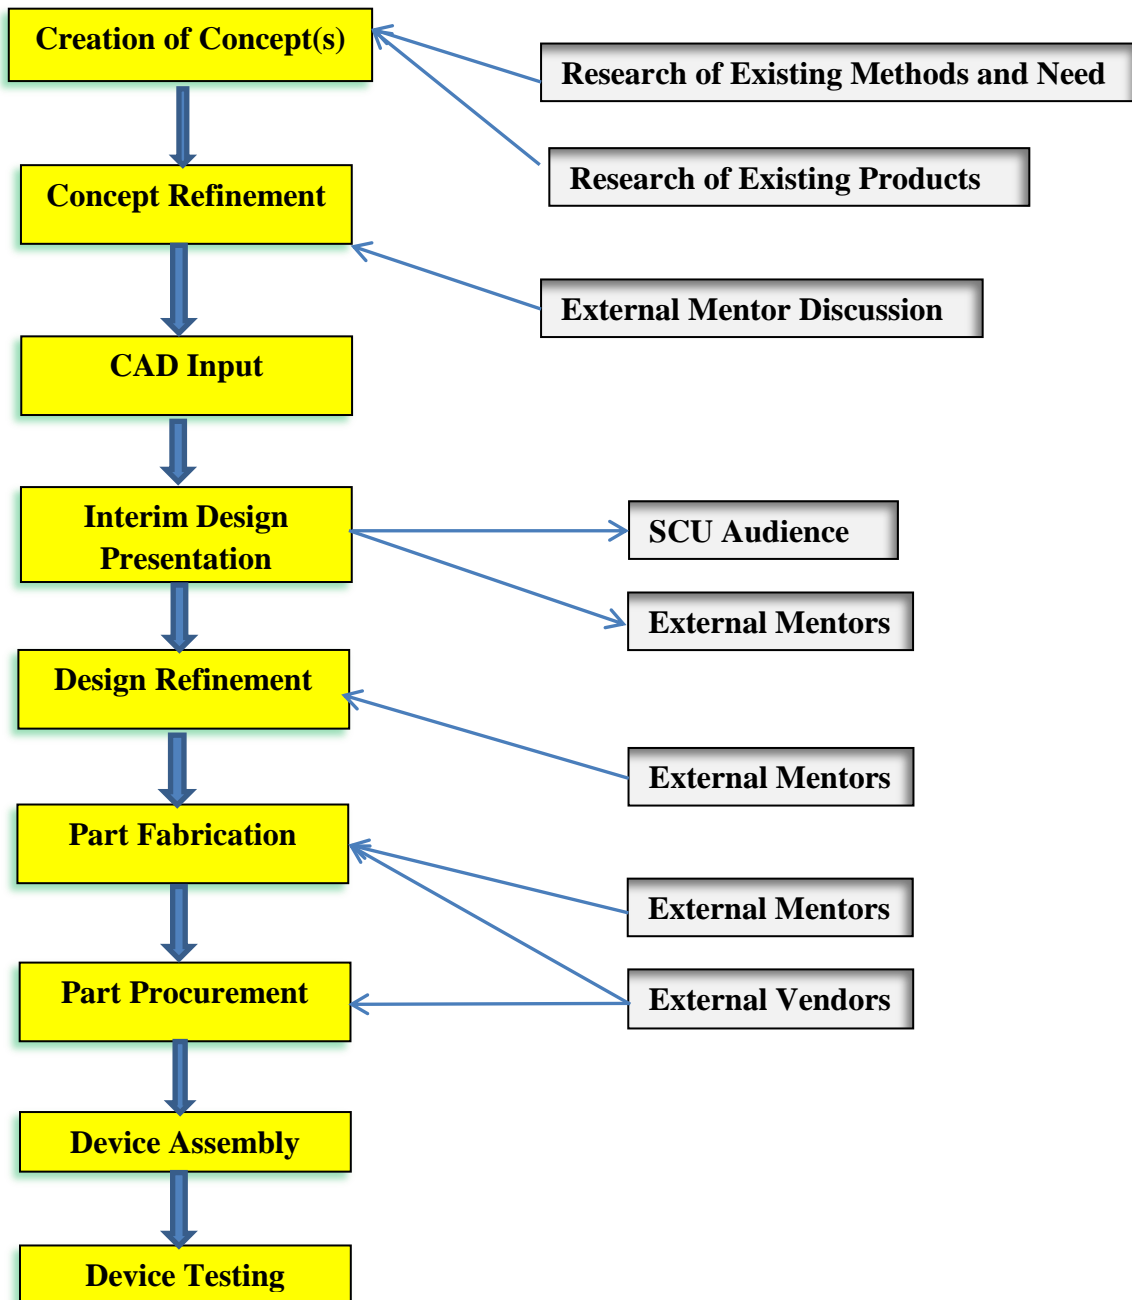 Creation of Concept(s)
Research of Existing Methods and Need
Research of Existing Products
Concept Refinement
External Mentor Discussion
CAD Input
Interim Design
Presentation
SCU Audience
External Mentors
Design Refinement
External Mentors
Part Fabrication
External Mentors
Part Procurement
External Vendors
Device Assembly
Device Testing